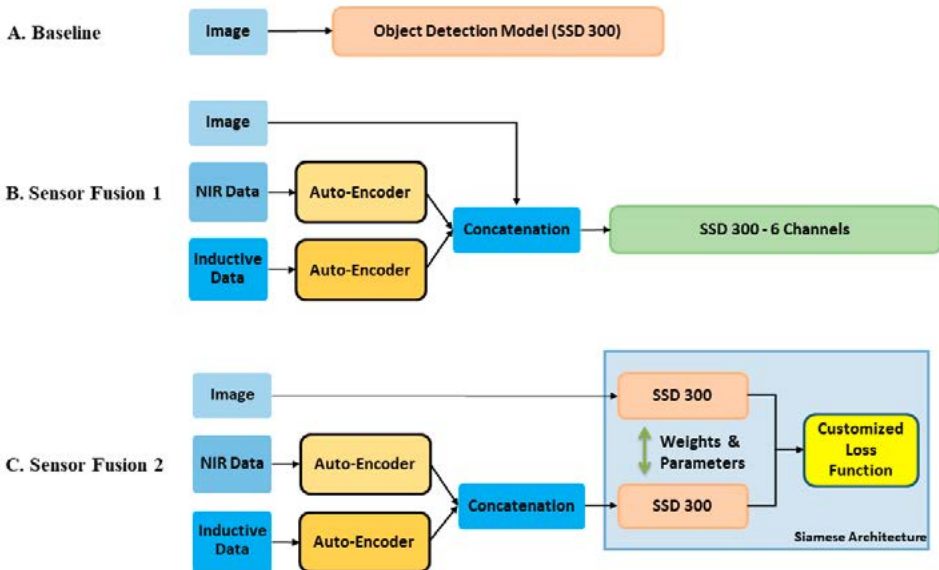 A. Baseline
Image
Object Detection Model (SSD 300)
B. Sensor Fusion 1
Image
NIR Data
Auto-Encoder
Inductive
Data
Auto-Encoder
Concatenation
SSD 300 - 6 Channels
C. Sensor Fusion 2
Image
NIR Data
Auto-Encoder
Inductive
Data
Auto-Encoder
Concatenation
SSD 300
Weights &
Parameters
SSD 300
Customized
Loss
Function
Siamese Architecture